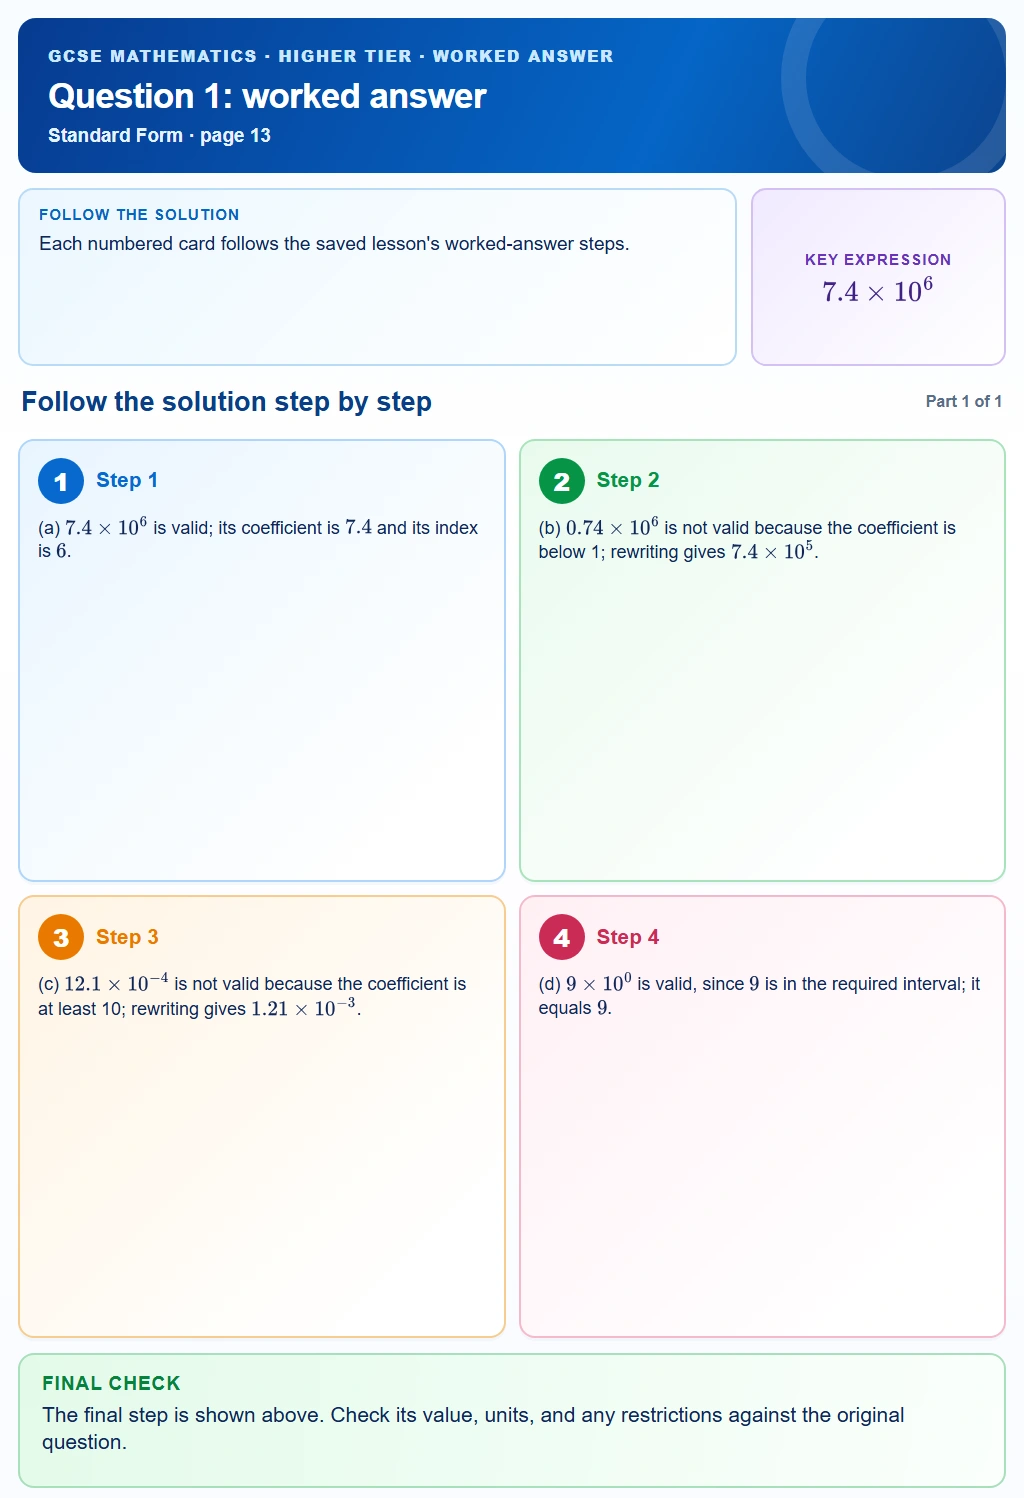 GCSE MATHEMATICS · HIGHER TIER · WORKED ANSWER
Question 1: worked answer
Standard Form · page 13
FOLLOW THE SOLUTION
Each numbered card follows the saved lesson's worked-answer steps.
KEY EXPRESSION
7.4 × 10⁶
Follow the solution step by step
Part 1 of 1
1 Step 1
(a) 7.4 × 10⁶ is valid; its coefficient is 7.4 and its index
is 6.
2 Step 2
(b) 0.74 × 10⁶ is not valid because the coefficient is
below 1; rewriting gives 7.4 × 10⁵.
3 Step 3
(c) 12.1 × 10⁻⁴ is not valid because the coefficient is
at least 10; rewriting gives 1.21 × 10⁻³.
4 Step 4
(d) 9 × 10⁰ is valid, since 9 is in the required interval; it
equals 9.
FINAL CHECK
The final step is shown above. Check its value, units, and any restrictions against the original
question.